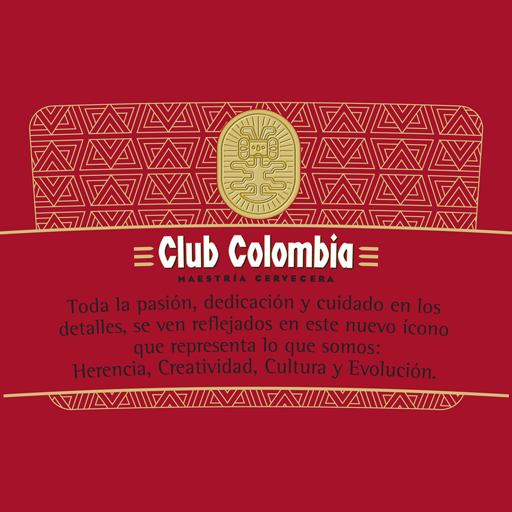 Club Colombia
MAESTRÍA CERVECERA
Toda la pasión, dedicación y cuidado en los
detalles, se ven reflejados en este nuevo ícono
que representa lo que somos:
Herencia, Creatividad, Cultura y Evolución.